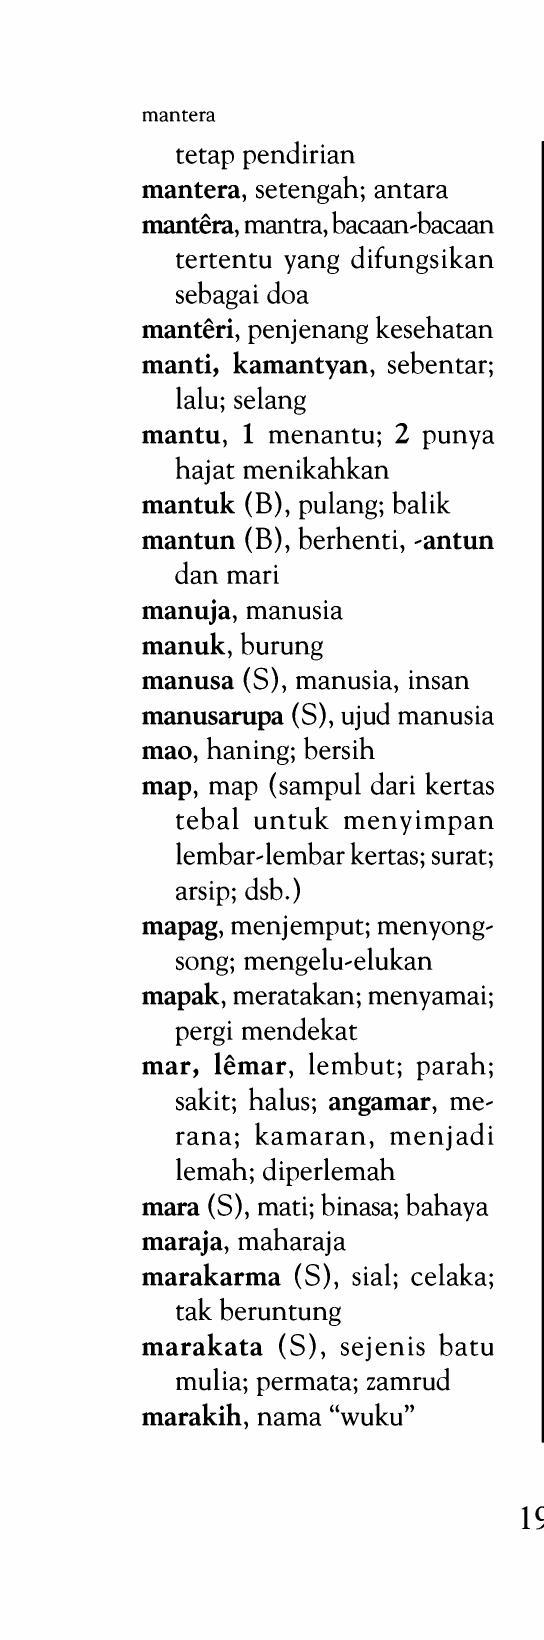 mantera
tetap pendirian
mantera, setengah; antara
mantêra, mantra, bacaan-bacaan
tertentu yang difungsikan
sebagai doa
mantêri, penjenang kesehatan
manti, kamantyan, sebentar;
lalu; selang
mantu, 1 menantu; 2 punya
hajat menikahkan
mantuk (B), pulang; balik
mantun (B), berhenti, -antun
dan mari
manuja, manusia
manuk, burung
manusa (S), manusia, insan
manusarupa (S), ujud manusia
mao, haning; bersih
map, map (sampul dari kertas
tebal untuk menyimpan
lembar-lembar kertas; surat;
arsip; dsb.)
mapag, menjemput; menyong-
song; mengelu-elukan
mapak, meratakan; menyamai;
pergi mendekat
mar, lêmar, lembut; parah;
sakit; halus; angamar, me-
rana; kamaran, menjadi
lemah; diperlemah
mara (S), mati; binasa; bahaya
maraja, maharaja
marakarma (S), sial; celaka;
tak beruntung
marakata (S), sejenis batu
mulia; permata; zamrud
marakih, nama “wuku”